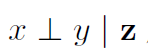 x ⊥ y | z